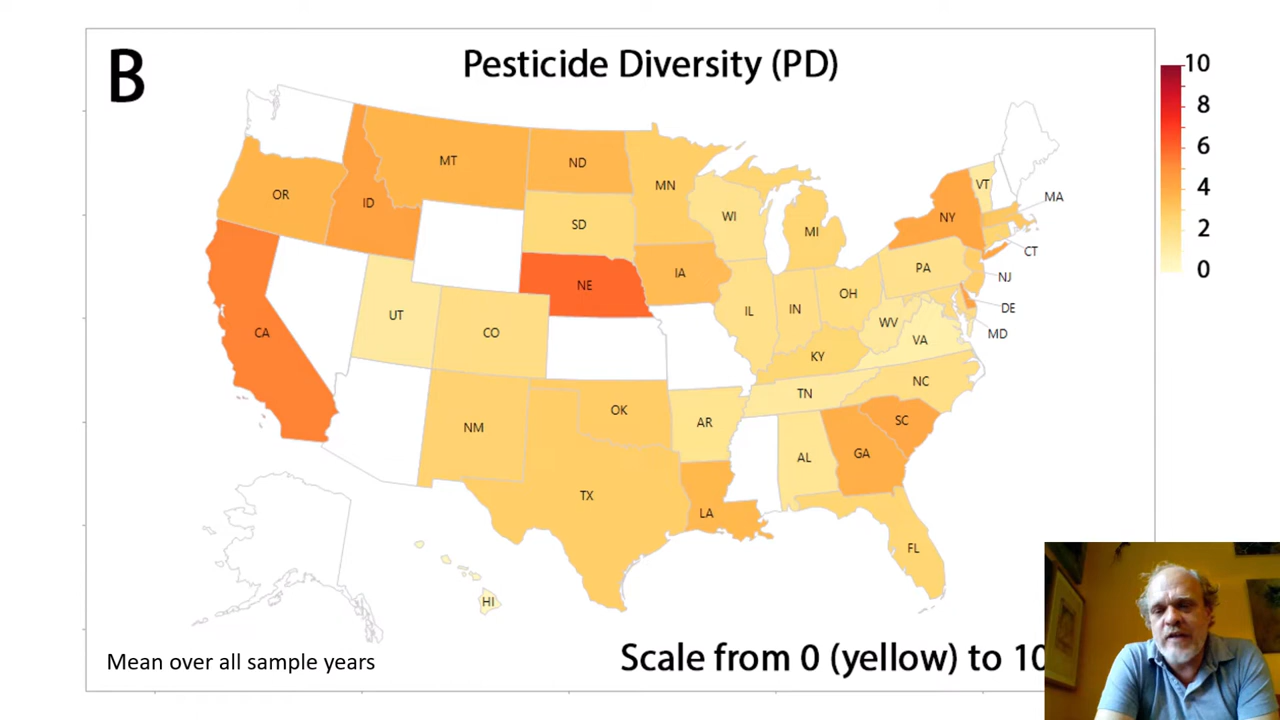 B
Pesticide Diversity (PD)
10
8
6
4
2
0
MT
ND
MN
OR
ID
SD
WI
MI
NY
VT
MA
CT
NE
IA
PA
NJ
CA
UT
CO
IL
IN
OH
WV
VA
DE
MD
KY
NM
OK
AR
TN
NC
SC
TX
LA
AL
GA
FL
HI
Mean over all sample years
Scale from 0 (yellow) to 10